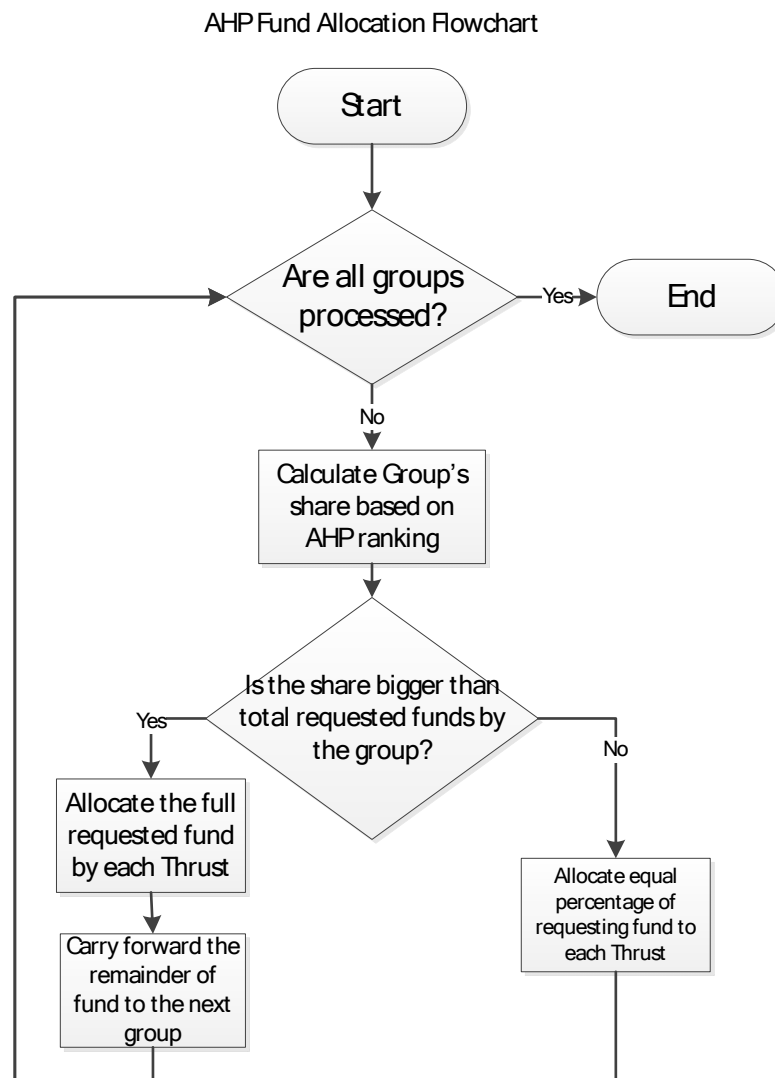 AHP Fund Allocation Flowchart
Start
Are all groups
processed?
Yes
End
No
Calculate Group's
share based on
AHP ranking
Is the share bigger than
total requested funds by
the group?
Yes
No
Allocate the full
requested fund
by each Thrust
Allocate equal
percentage of
requesting fund to
each Thrust
Carry forward the
remainder of
fund to the next
group